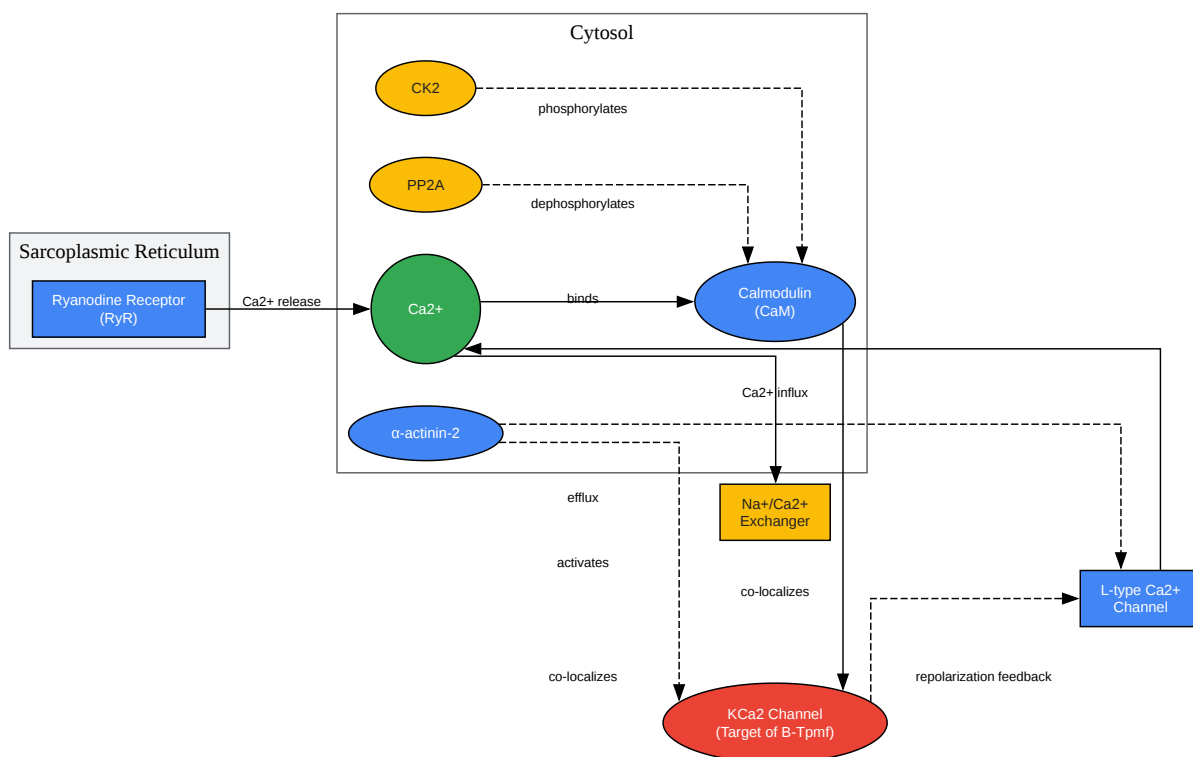 Cytosol
CK2
phosphorylates
PP2A
dephosphorylates
Sarcoplasmic Reticulum
Ryanodine Receptor
(RyR)
Ca2+ release
Ca2+
binds
Calmodulin
(CaM)
Ca2+ influx
α-actinin-2
efflux
Na+/Ca2+
Exchanger
activates
co-localizes
L-type Ca2+
Channel
co-localizes
repolarization feedback
KCa2 Channel
(Target of B-Tpmf)